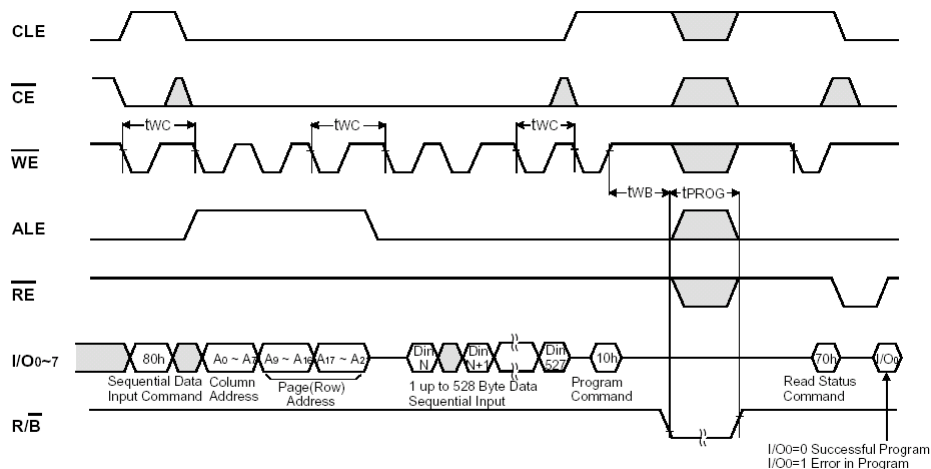 CLE
CE
tWC tWC tWC
WE
tWB tPROG
ALE
RE
I/O0~7 80h A0 ~ A7 A9 ~ A16 A17 ~ A2 Din N Din N+1 Din 527 10h 70h I/O0
Sequential Data Input Command
Column Address
Page(Row) Address
1 up to 528 Byte Data Sequential Input
Program Command
Read Status Command
R/B
I/O0=0 Successful Program
I/O0=1 Error in Program